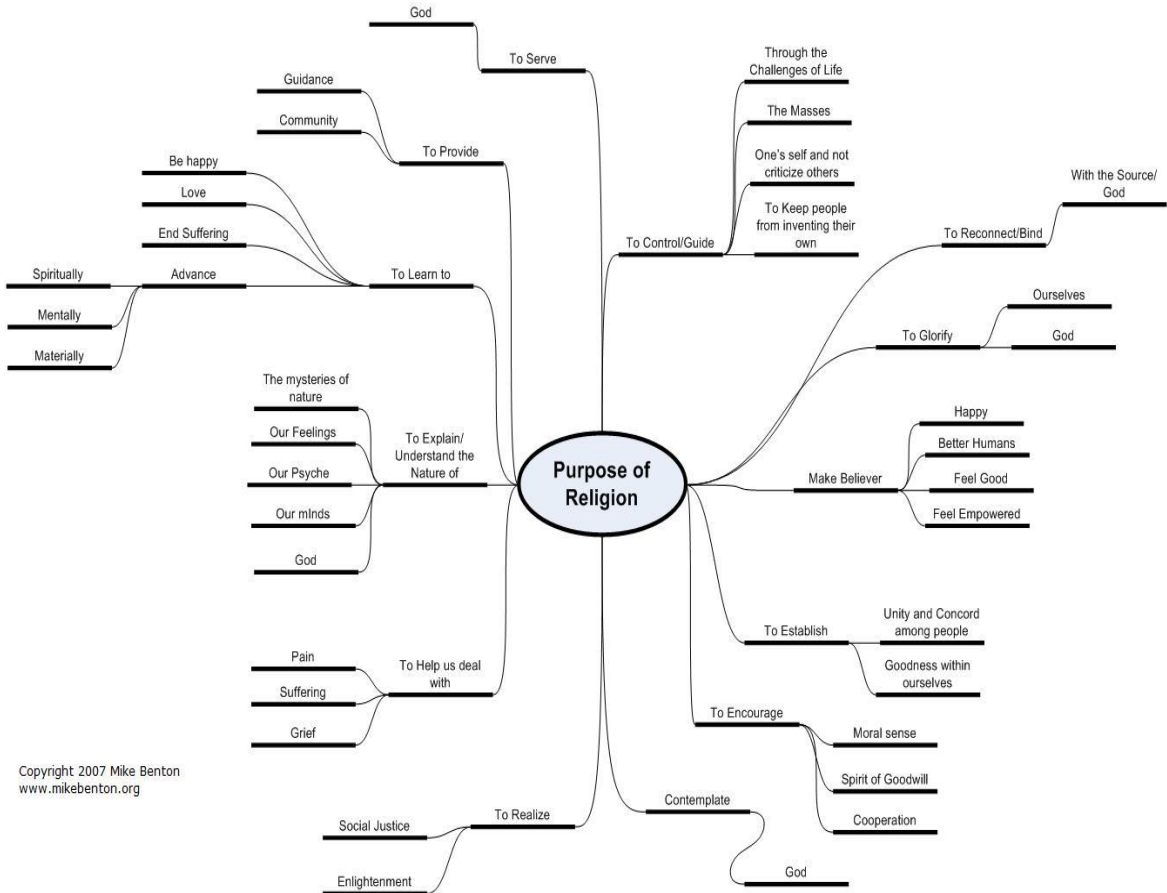 God
To Serve
Guidance
Community
To Provide
Be happy
Love
End Suffering
Advance
Spiritually
Mentally
Materially
To Learn to
The mysteries of
nature
Our Feelings
Our Psyche
Our mInds
God
To Explain/
Understand the
Nature of
Pain
Suffering
Grief
To Help us deal
with
Social Justice
Enlightenment
To Realize
Purpose of
Religion
Through the
Challenges of Life
The Masses
One's self and not
criticize others
To Keep people
from inventing their
own
To Control/Guide
With the Source/
God
To Reconnect/Bind
Ourselves
God
To Glorify
Happy
Better Humans
Feel Good
Feel Empowered
Make Believer
Unity and Concord
among people
Goodness within
ourselves
To Establish
To Encourage
Moral sense
Spirit of Goodwill
Cooperation
Contemplate
God
Copyright 2007 Mike Benton
www.mikebenton.org